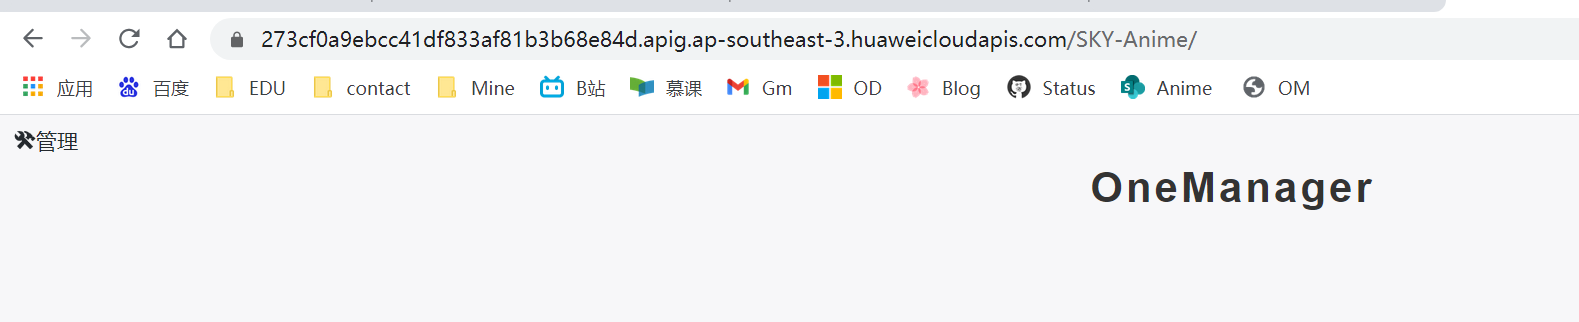 273cf0a9ebcc41df833af81b3b68e84d.apig.ap-southeast-3.huaweicloudapis.com/SKY-Anime/
应用 百度 EDU contact Mine B站 慕课 Gm OD Blog Status Anime OM
管理
OneManager